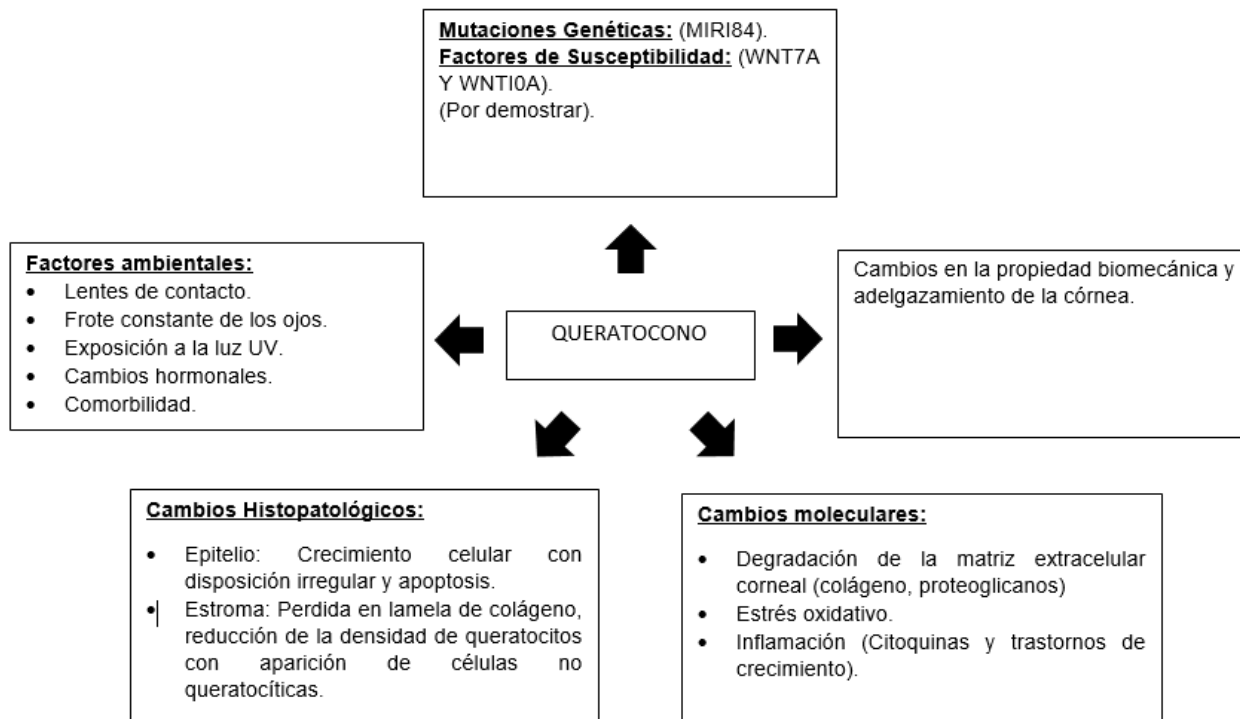 Mutaciones Genéticas: (MIRI84).
Factores de Susceptibilidad: (WNT7A
Y WNTI0A).
(Por demostrar).
Factores ambientales:
• Lentes de contacto.
• Frote constante de los ojos.
• Exposición a la luz UV.
• Cambios hormonales.
• Comorbilidad.
QUERATOCONO
Cambios en la propiedad biomecánica y
adelgazamiento de la córnea.
Cambios Histopatológicos:
• Epitelio: Crecimiento celular con
disposición irregular y apoptosis.
• Estroma: Perdida en lamela de colágeno,
reducción de la densidad de queratocitos
con aparición de células no
queratocíticas.
Cambios moleculares:
• Degradación de la matriz extracelular
corneal (colágeno, proteoglicanos)
• Estrés oxidativo.
• Inflamación (Citoquinas y trastornos de
crecimiento).